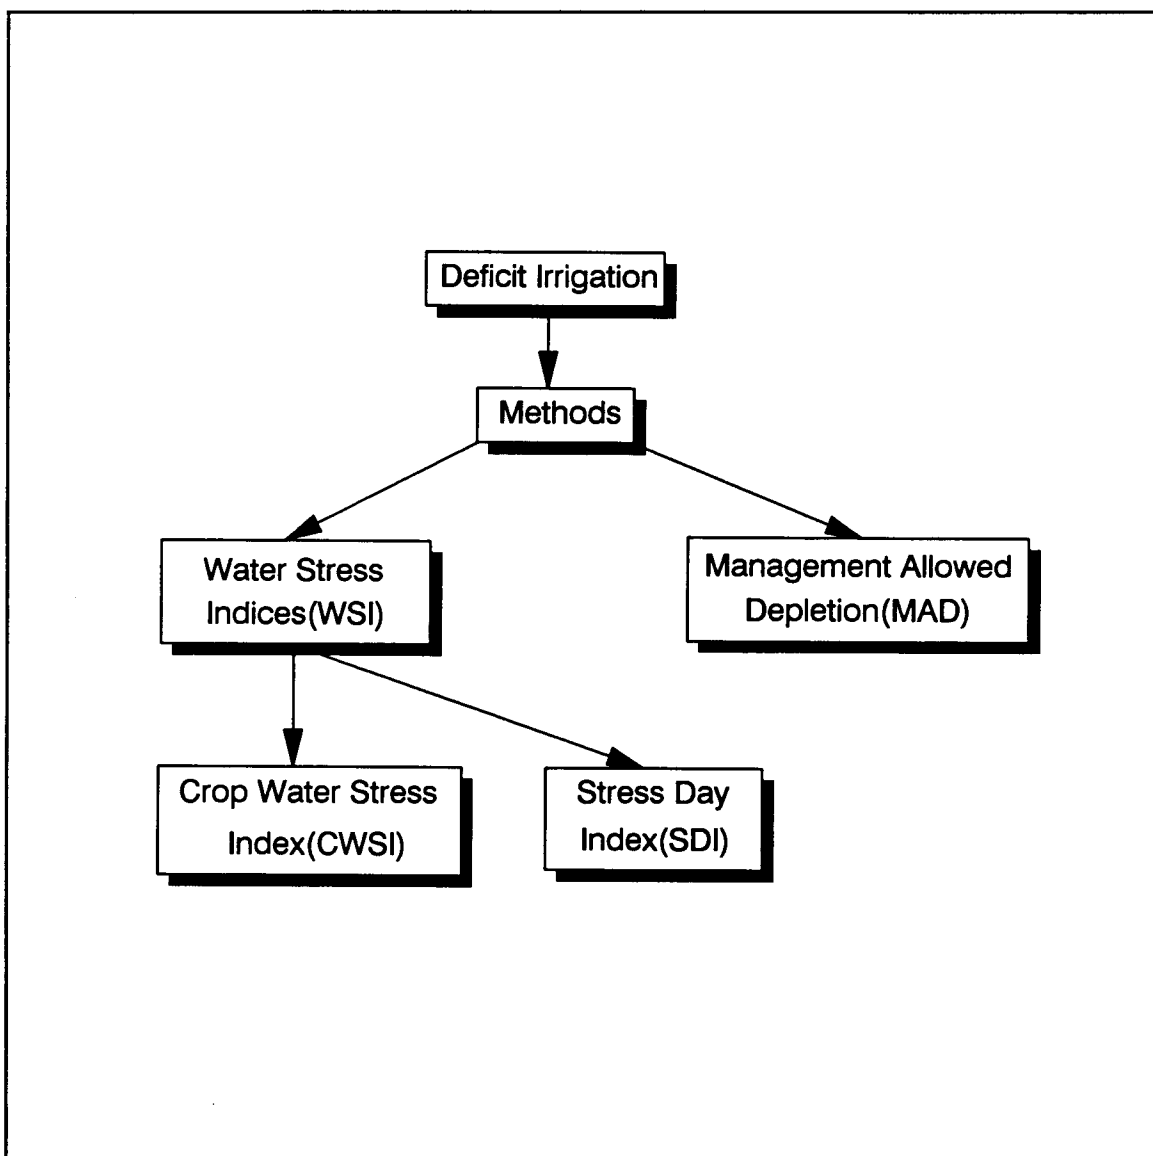 Deficit Irrigation
Methods
Water Stress
Indices(WSI)
Management Allowed
Depletion(MAD)
Crop Water Stress
Index(CWSI)
Stress Day
Index(SDI)